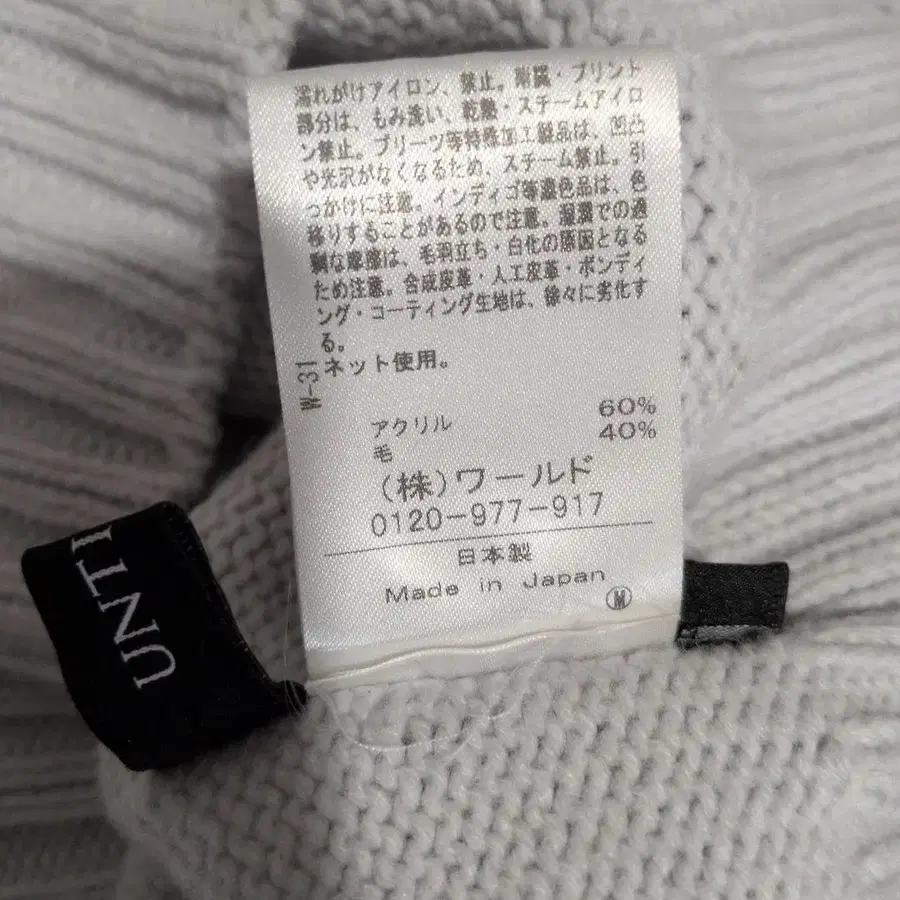 濡れがけアイロン、禁止。刺繍・プリント
部分は、もみ洗い、乾燥・スチームアイロ
ン禁止。プリーツ等特殊加工製品は、凹凸
や光沢がなくなるため、スチーム禁止。引
っかけに注意。インディゴ等濃色品は、色
移りすることがあるので注意。湿潤での過
剰な摩擦は、毛羽立ち・白化の原因となる
ため注意。合成皮革・人工皮革・ボンディ
ング・コーティング生地は、徐々に劣化す
る。
ネット使用。
W-31
アクリル 60%
毛 40%
(株)ワールド
0120-977-917
日本製
Made in Japan
M
UNTI